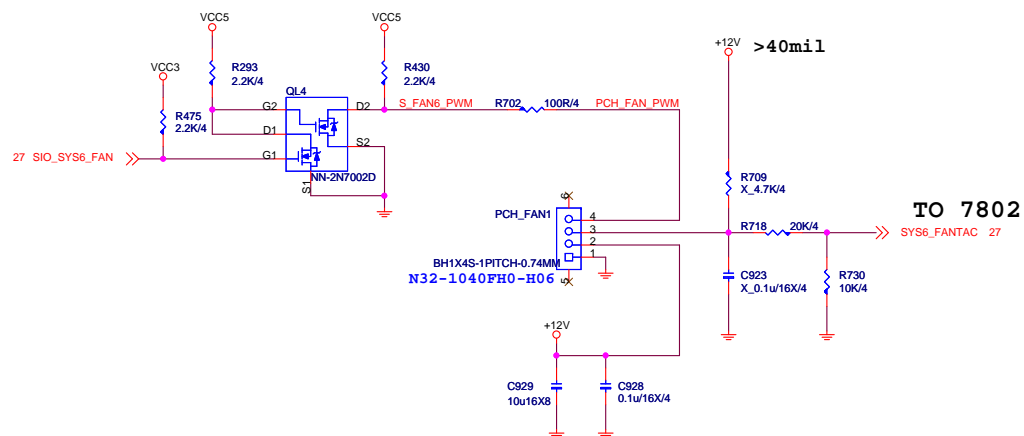 VCC5
VCC5
VCC3
+12V
>40mil
R293
2.2K/4
R430
2.2K/4
QL4
R475
2.2K/4
G2
D2
S_FAN6_PWM
R702
100R/4
PCH_FAN_PWM
D1
S2
27 SIO_SYS6_FAN
G1
NN-2N7002D
S1
R709
X_4.7K/4
6
PCH_FAN1
4
3
2
1
R718
20K/4
TO 7802
SYS6_FANTAC 27
BH1X4S-1PITCH-0.74MM
N32-1040FH0-H06
5
C923
X_0.1u/16X/4
R730
10K/4
+12V
C929
10u16X8
C928
0.1u/16X/4